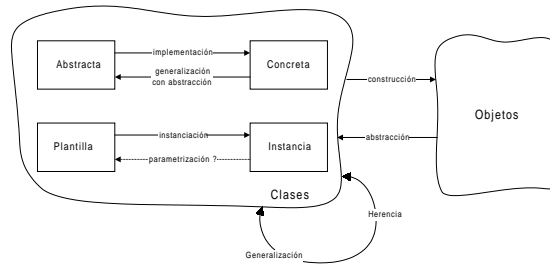 Abstracta
implementación
Concreta
generalización
con abstracción
construcción
Objetos
Plantilla
instanciación
Instancia
abstracción
parametrización ?
Clases
Herencia
Generalización